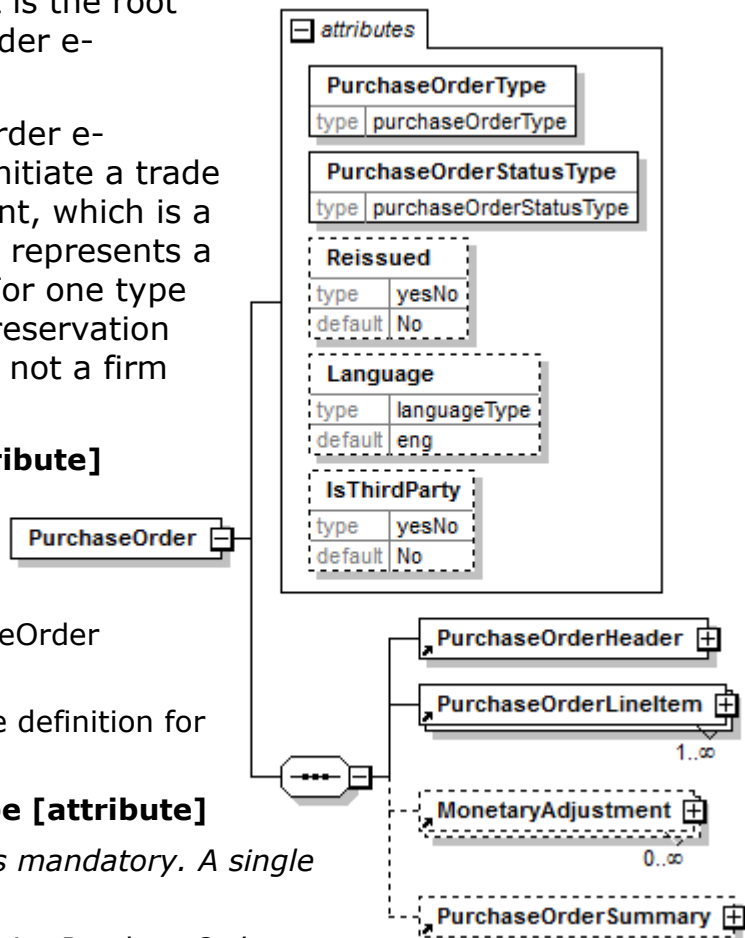 t is the root
der e-
rder e-
nitiate a trade
nt, which is a
represents a
for one type
reservation
not a firm
ribute]
eOrder
e definition for
pe [attribute]
s mandatory. A single
attributes
PurchaseOrderType
type purchaseOrderType
PurchaseOrderStatusType
type purchaseOrderStatusType
Reissued
type yesNo
default No
Language
type languageType
default eng
IsThirdParty
type yesNo
default No
PurchaseOrder
PurchaseOrderHeader
PurchaseOrderLineItem
1..∞
MonetaryAdjustment
0..∞
PurchaseOrderSummary